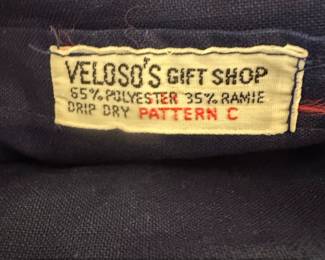 VELOSO'S GIFT SHOP
65% POLYESTER 35% RAMIE
DRIP DRY PATTERN C